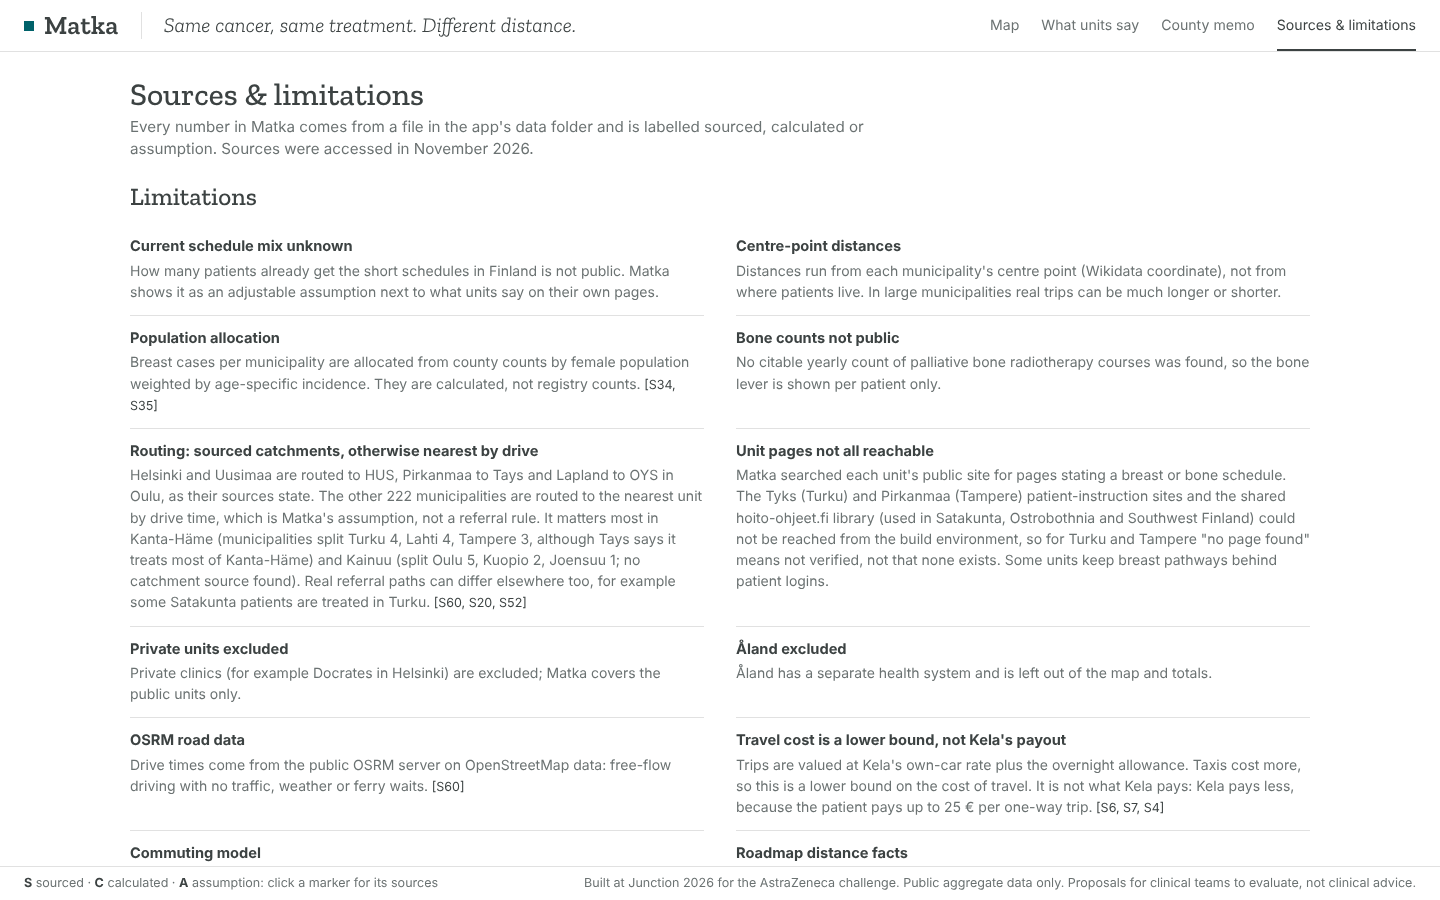 Matka
Same cancer, same treatment. Different distance.
Map
What units say
County memo
Sources & limitations
Sources & limitations
Every number in Matka comes from a file in the app's data folder and is labelled sourced, calculated or
assumption. Sources were accessed in November 2026.
Limitations
Current schedule mix unknown
How many patients already get the short schedules in Finland is not public. Matka
shows it as an adjustable assumption next to what units say on their own pages.
Centre-point distances
Distances run from each municipality's centre point (Wikidata coordinate), not from
where patients live. In large municipalities real trips can be much longer or shorter.
Population allocation
Breast cases per municipality are allocated from county counts by female population
weighted by age-specific incidence. They are calculated, not registry counts. [S34,
S35]
Bone counts not public
No citable yearly count of palliative bone radiotherapy courses was found, so the bone
lever is shown per patient only.
Routing: sourced catchments, otherwise nearest by drive
Helsinki and Uusimaa are routed to HUS, Pirkanmaa to Tays and Lapland to OYS in
Oulu, as their sources state. The other 222 municipalities are routed to the nearest unit
by drive time, which is Matka's assumption, not a referral rule. It matters most in
Kanta-Häme (municipalities split Turku 4, Lahti 4, Tampere 3, although Tays says it
treats most of Kanta-Häme) and Kainuu (split Oulu 5, Kuopio 2, Joensuu 1; no
catchment source found). Real referral paths can differ elsewhere too, for example
some Satakunta patients are treated in Turku. [S60, S20, S52]
Unit pages not all reachable
Matka searched each unit's public site for pages stating a breast or bone schedule.
The Tyks (Turku) and Pirkanmaa (Tampere) patient-instruction sites and the shared
hoito-ohjeet.fi library (used in Satakunta, Ostrobothnia and Southwest Finland) could
not be reached from the build environment, so for Turku and Tampere "no page found"
means not verified, not that none exists. Some units keep breast pathways behind
patient logins.
Private units excluded
Private clinics (for example Docrates in Helsinki) are excluded; Matka covers the
public units only.
Åland excluded
Åland has a separate health system and is left out of the map and totals.
OSRM road data
Drive times come from the public OSRM server on OpenStreetMap data: free-flow
driving with no traffic, weather or ferry waits. [S60]
Travel cost is a lower bound, not Kela's payout
Trips are valued at Kela's own-car rate plus the overnight allowance. Taxis cost more,
so this is a lower bound on the cost of travel. It is not what Kela pays: Kela pays less,
because the patient pays up to 25 € per one-way trip. [S6, S7, S4]
Commuting model
Roadmap distance facts
S sourced · C calculated · A assumption: click a marker for its sources
Built at Junction 2026 for the AstraZeneca challenge. Public aggregate data only. Proposals for clinical teams to evaluate, not clinical advice.